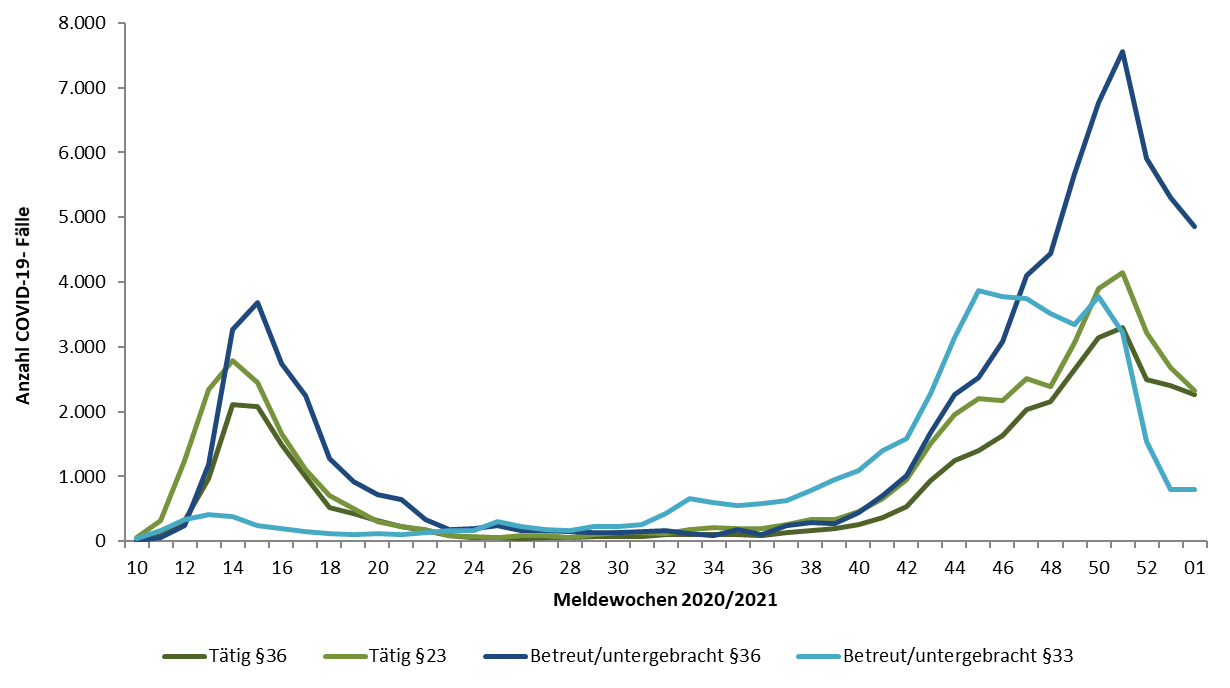 8.000
7.000
6.000
5.000
4.000
3.000
2.000
1.000
0
Anzahl COVID-19- Fälle
10 12 14 16 18 20 22 24 26 28 30 32 34 36 38 40 42 44 46 48 50 52 01
Meldewochen 2020/2021
Tätig §36 Tätig §23 Betreut/untergebracht §36 Betreut/untergebracht §33